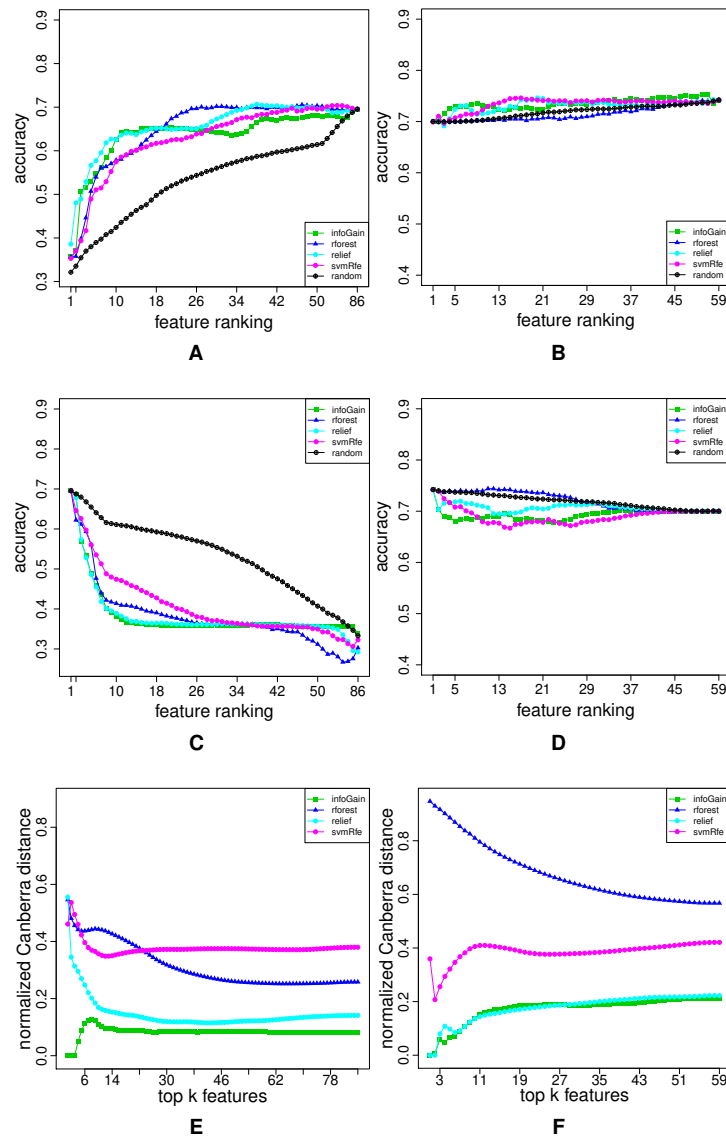 0.9
0.8
0.7
0.6
0.5
0.4
0.3
accuracy
infoGain
rforest
relief
svmRfe
random
1 10 18 26 34 42 50 86
feature ranking
A
0.9
0.8
0.7
0.6
0.5
0.4
accuracy
infoGain
rforest
relief
svmRfe
random
1 5 13 21 29 37 45 59
feature ranking
B
0.9
0.8
0.7
0.6
0.5
0.4
0.3
accuracy
infoGain
rforest
relief
svmRfe
random
1 10 18 26 34 42 50 86
feature ranking
C
0.9
0.8
0.7
0.6
0.5
0.4
accuracy
infoGain
rforest
relief
svmRfe
random
1 5 13 21 29 37 45 59
feature ranking
D
0.8
0.6
0.4
0.2
0.0
normalized Canberra distance
infoGain
rforest
relief
svmRfe
6 14 30 46 62 78
top k features
E
0.8
0.6
0.4
0.2
0.0
normalized Canberra distance
infoGain
rforest
relief
svmRfe
3 11 19 27 35 43 51 59
top k features
F